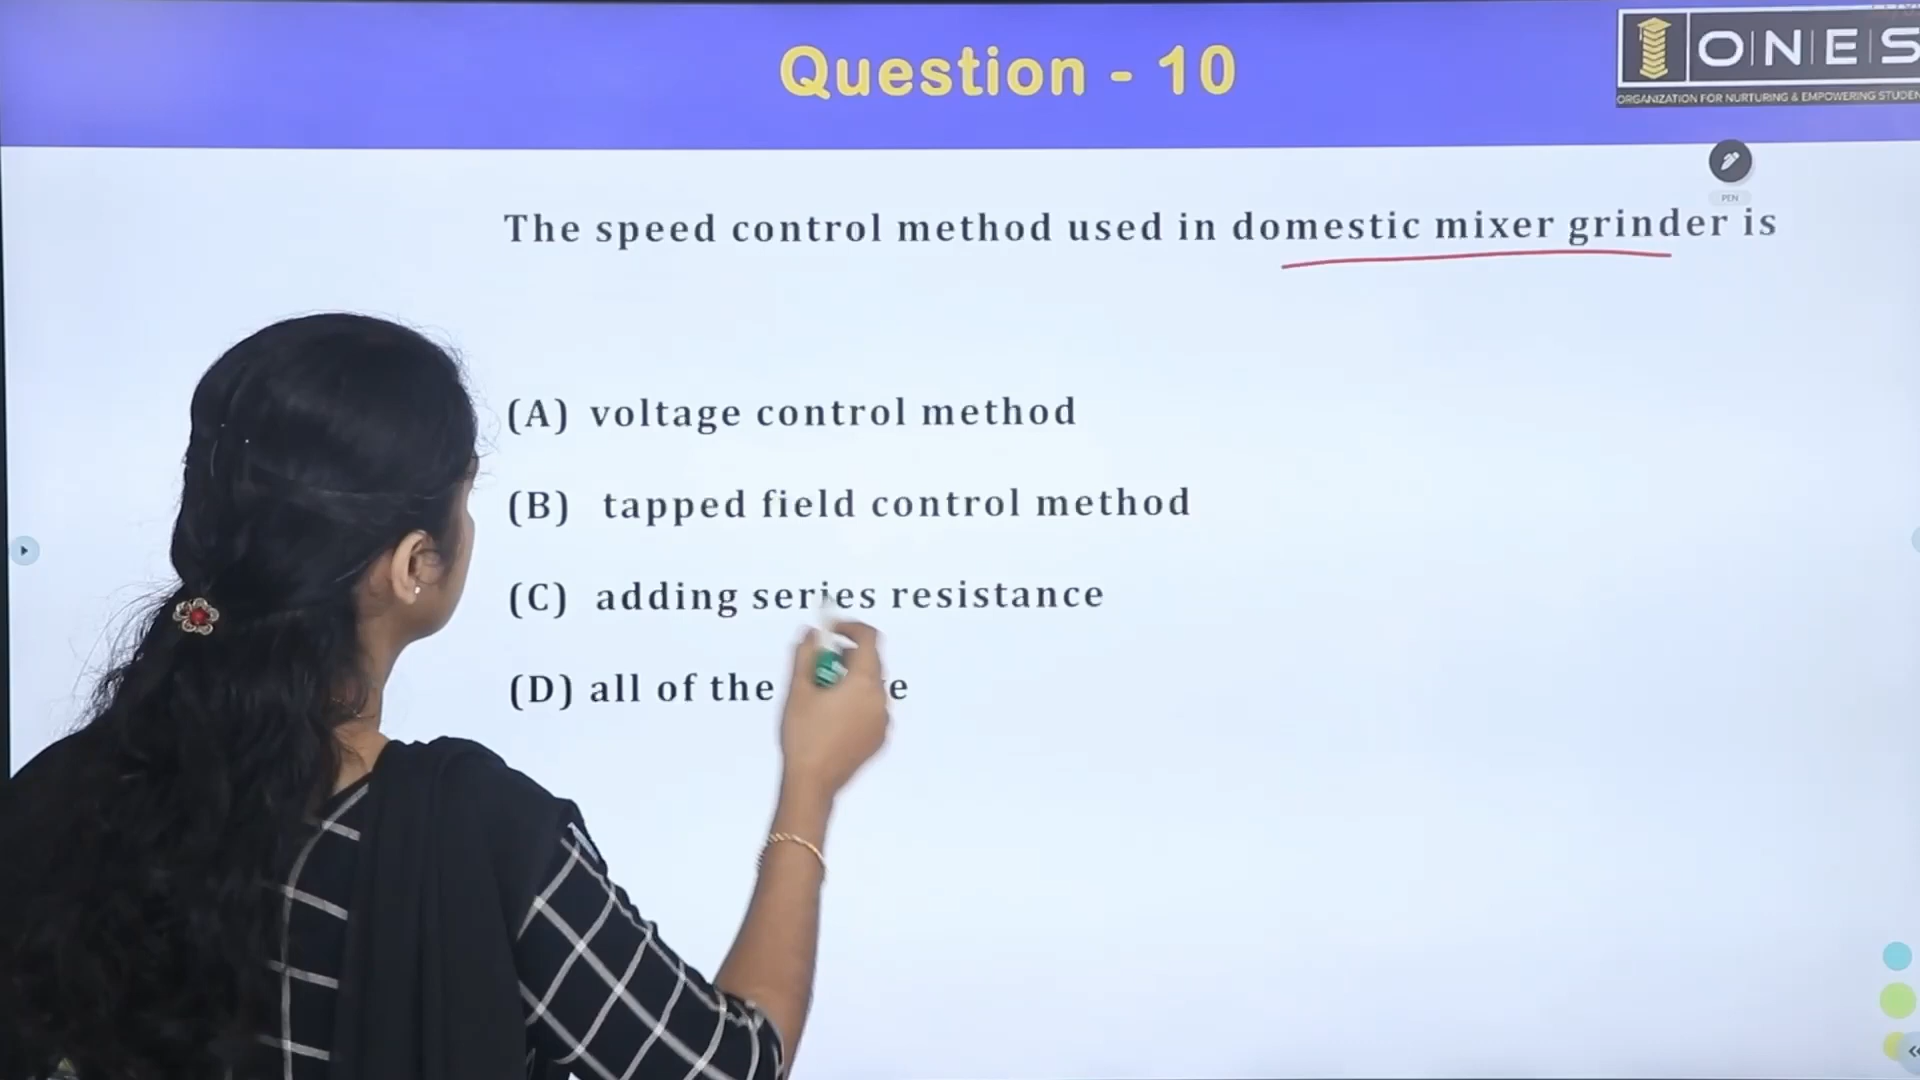 Question - 10
O|N|E|S
ORGANIZATION FOR NURTURING & EMPOWERING
PEN
The speed control method used in domestic mixer grinder is
(A) voltage control method
(B) tapped field control method
(C) adding series resistance
(D) all of the